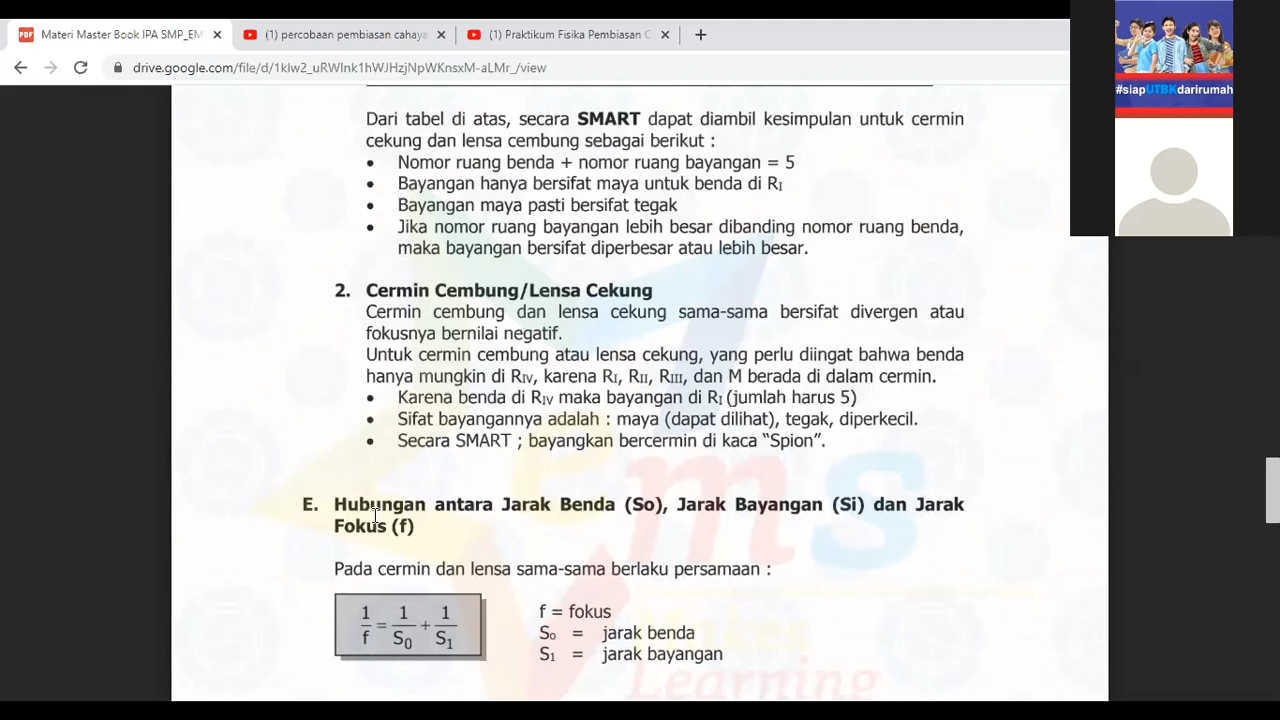 Materi Master Book IPA SMP_EM
(1) percobaan pembiasan cahaya
(1) Praktikum Fisika Pembiasan C
drive.google.com/file/d/1klw2_uRWlnk1hWJHzjNpWKnsxM-aLMr_/view
#siapUTBKdarirumah
Dari tabel di atas, secara SMART dapat diambil kesimpulan untuk cermin
cekung dan lensa cembung sebagai berikut :
• Nomor ruang benda + nomor ruang bayangan = 5
• Bayangan hanya bersifat maya untuk benda di RI
• Bayangan maya pasti bersifat tegak
• Jika nomor ruang bayangan lebih besar dibanding nomor ruang benda,
maka bayangan bersifat diperbesar atau lebih besar.
2. Cermin Cembung/Lensa Cekung
Cermin cembung dan lensa cekung sama-sama bersifat divergen atau
fokusnya bernilai negatif.
Untuk cermin cembung atau lensa cekung, yang perlu diingat bahwa benda
hanya mungkin di RIV, karena RI, RII, RIII, dan M berada di dalam cermin.
• Karena benda di RIV maka bayangan di RI (jumlah harus 5)
• Sifat bayangannya adalah : maya (dapat dilihat), tegak, diperkecil.
• Secara SMART ; bayangkan bercermin di kaca “Spion”.
E. Hubungan antara Jarak Benda (So), Jarak Bayangan (Si) dan Jarak
Fokus (f)
Pada cermin dan lensa sama-sama berlaku persamaan :
1/f = 1/S0 + 1/S1
f = fokus
So = jarak benda
S1 = jarak bayangan
ms
Makes
Learning